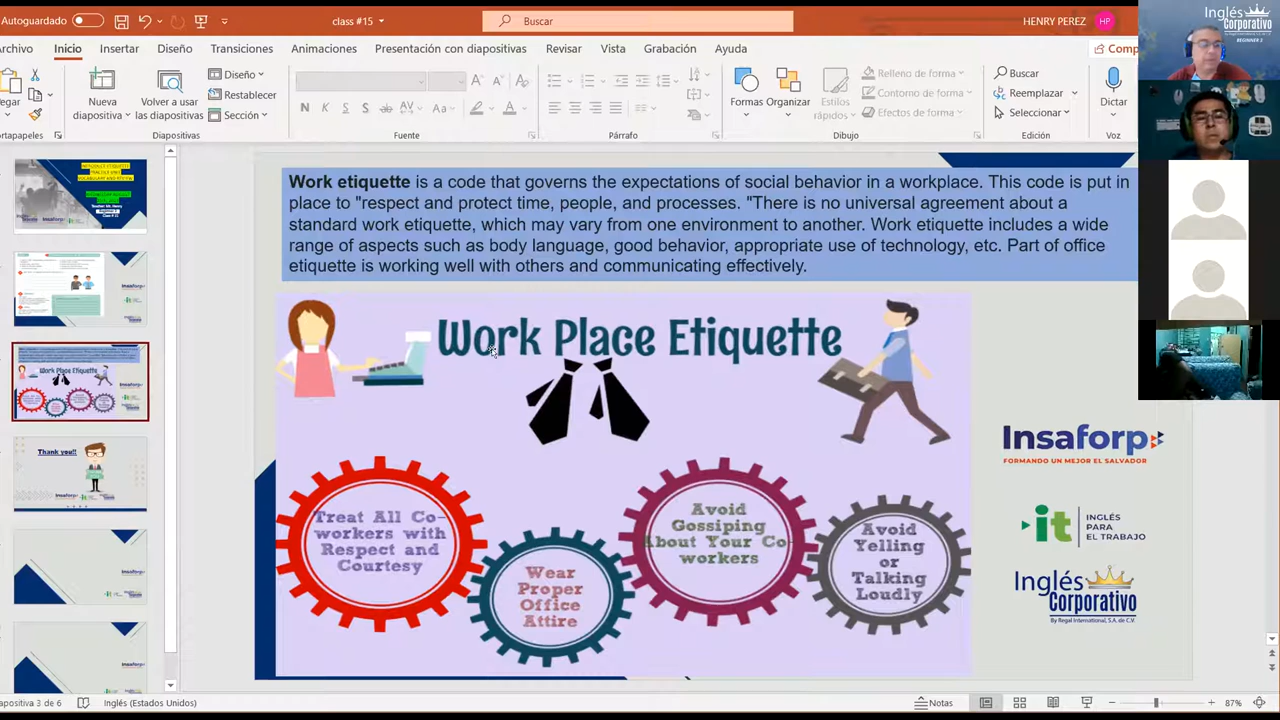 Autoguardado
class #15
Buscar
HENRY PEREZ
HP
Archivo
Inicio
Insertar
Diseño
Transiciones
Animaciones
Presentación con diapositivas
Revisar
Vista
Grabación
Ayuda
Nueva
diapositiva
Volver a usar
las diapositivas
Diseño
Restablecer
Sección
Formas
Organizar
Estilos
rápidos
Relleno de forma
Contorno de forma
Efectos de forma
Buscar
Reemplazar
Seleccionar
Dictar
Diapositivas
Fuente
Párrafo
Dibujo
Edición
Voz
Work etiquette is a code that governs the expectations of social behavior in a workplace. This code is put in
place to "respect and protect time, people, and processes. "There is no universal agreement about a
standard work etiquette, which may vary from one environment to another. Work etiquette includes a wide
range of aspects such as body language, good behavior, appropriate use of technology, etc. Part of office
etiquette is working well with others and communicating effectively.
Work Place Etiquette
Treat All Co-
workers with
Respect and
Courtesy
Wear
Proper
Office
Attire
Avoid
Gossiping
About Your Co-
workers
Avoid
Yelling
or
Talking
Loudly
Insaforp
FORMANDO UN MEJOR EL SALVADOR
it
INGLÉS
PARA
EL TRABAJO
Inglés
Corporativo
By Regal International, S.A. de C.V.
Inglés
Corporativo
BEGINNER 3
Thank you!!
apositiva 3 de 6
Inglés (Estados Unidos)
Notas
87%